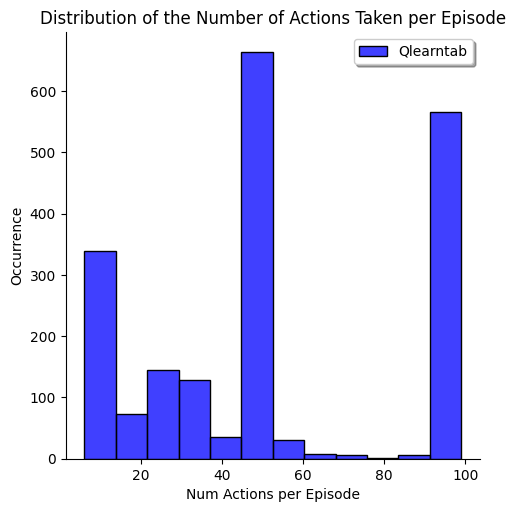 Distribution of the Number of Actions Taken per Episode
Qlearntab
Occurrence
600
500
400
300
200
100
0
20 40 60 80 100
Num Actions per Episode